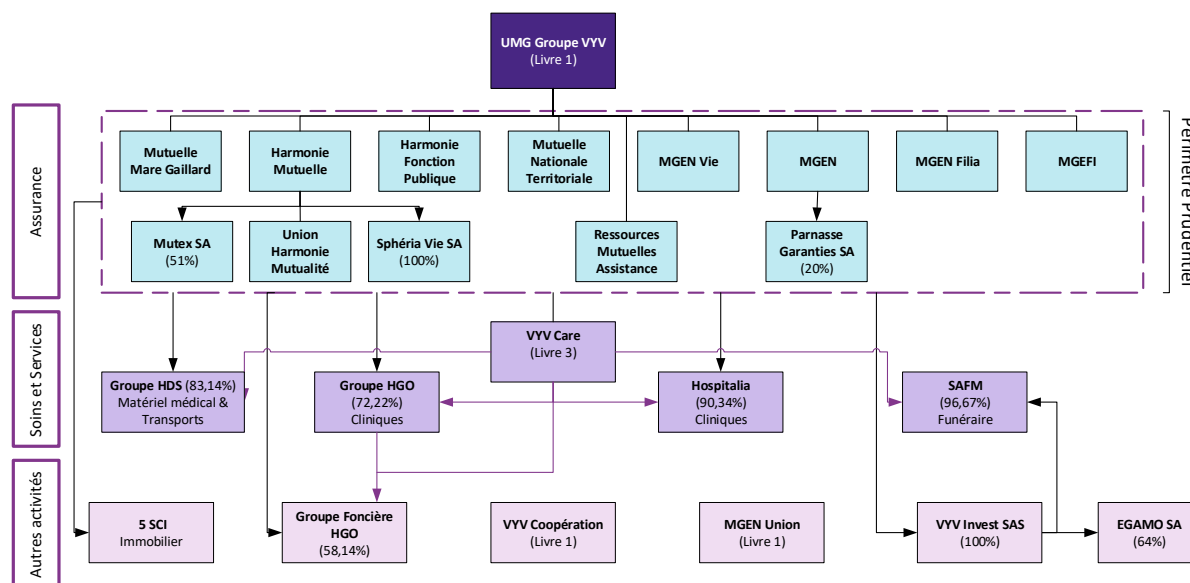 UMG Groupe VYV
(Livre 1)
Assurance
Périmètre Prudentiel
Mutuelle
Mare Gaillard
Harmonie
Mutuelle
Harmonie
Fonction
Publique
Mutuelle
Nationale
Territoriale
MGEN Vie
MGEN
MGEN Filia
MGEFI
Mutex SA
(51%)
Union
Harmonie
Mutualité
Sphéria Vie SA
(100%)
Ressources
Mutuelles
Assistance
Parnasse
Garanties SA
(20%)
Soins et Services
VYV Care
(Livre 3)
Groupe HDS (83,14%)
Matériel médical &
Transports
Groupe HGO
(72,22%)
Cliniques
Hospitalia
(90,34%)
Cliniques
SAFM
(96,67%)
Funéraire
Autres activités
5 SCI
Immobilier
Groupe Foncière
HGO
(58,14%)
VYV Coopération
(Livre 1)
MGEN Union
(Livre 1)
VYV Invest SAS
(100%)
EGAMO SA
(64%)